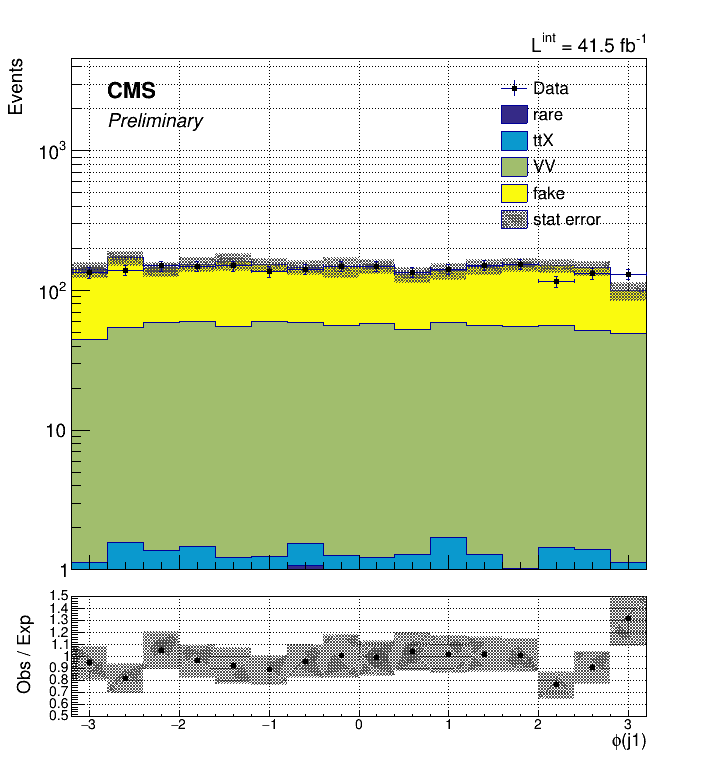 L^int = 41.5 fb^-1
Events
CMS
Preliminary
Data
rare
ttX
VV
fake
stat error
10^3
10^2
10
1
Obs / Exp
1.5
1.4
1.3
1.2
1.1
1
0.9
0.8
0.7
0.6
0.5
−3 −2 −1 0 1 2 3
ϕ(j1)